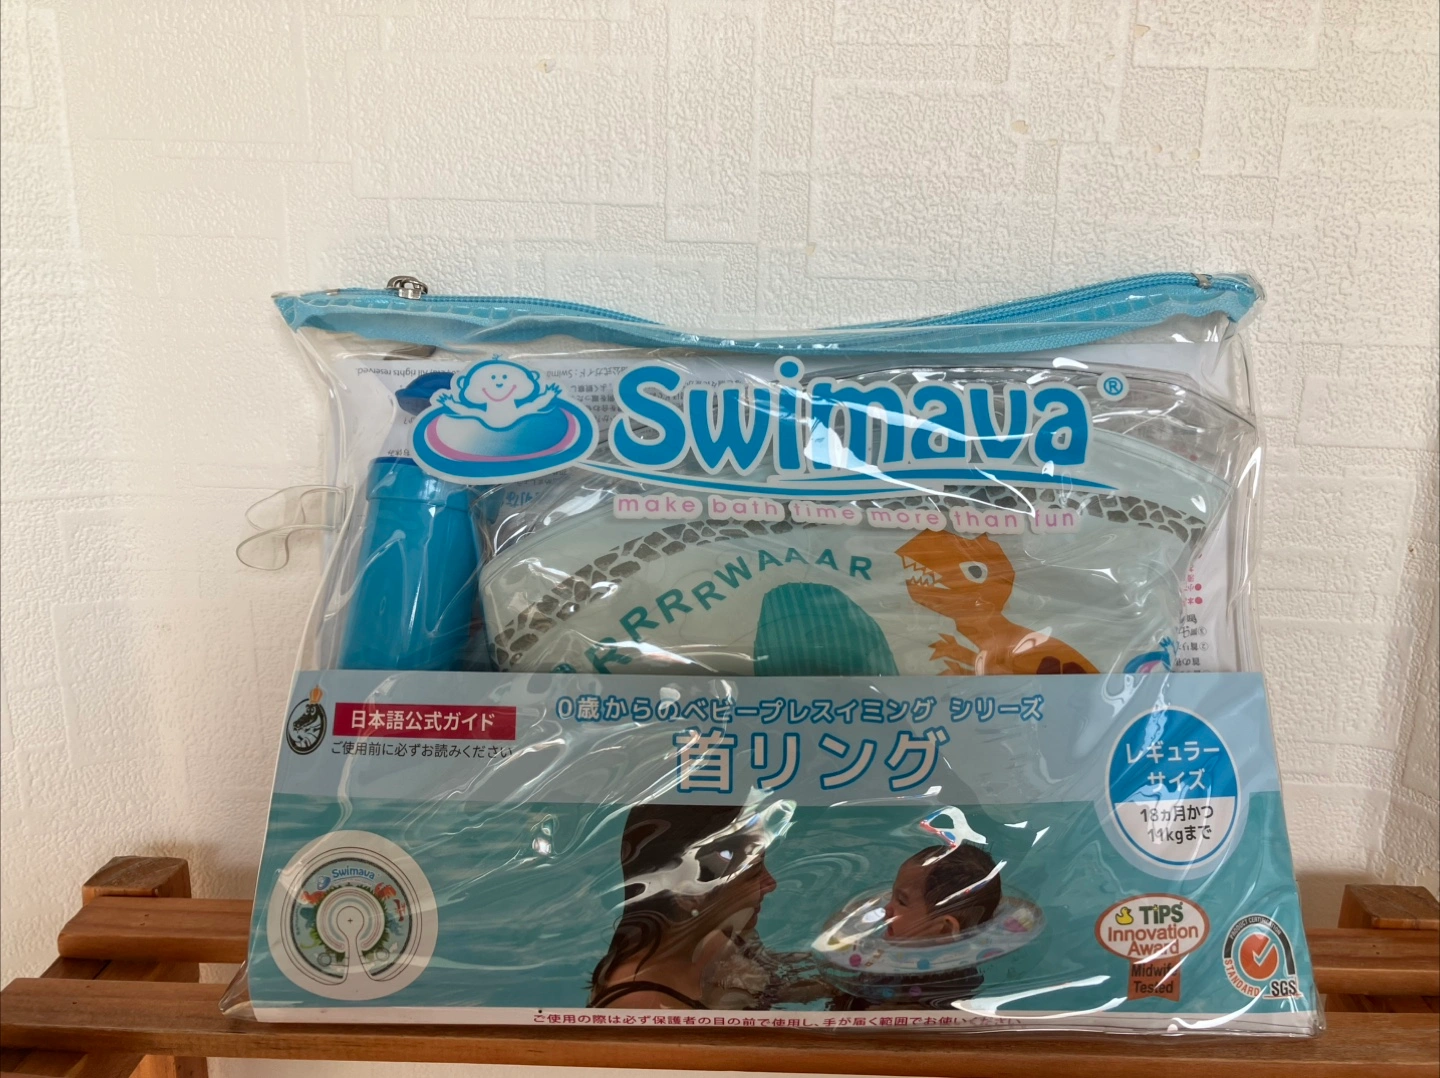 Swimava®
make bath time more than fun
RRRRWAAAR
日本語公式ガイド
ご使用前に必ずお読みください
0歳からのベビープレスイミング シリーズ
首リング
レギュラー
サイズ
18ヵ月かつ
11kgまで
Swimava
TIPS
Innovation
Award
Midwife
Tested
PRODUCT CERTIFICATION
STANDARD
SGS
ご使用の際は必ず保護者の目の前で使用し、手が届く範囲でお使いください